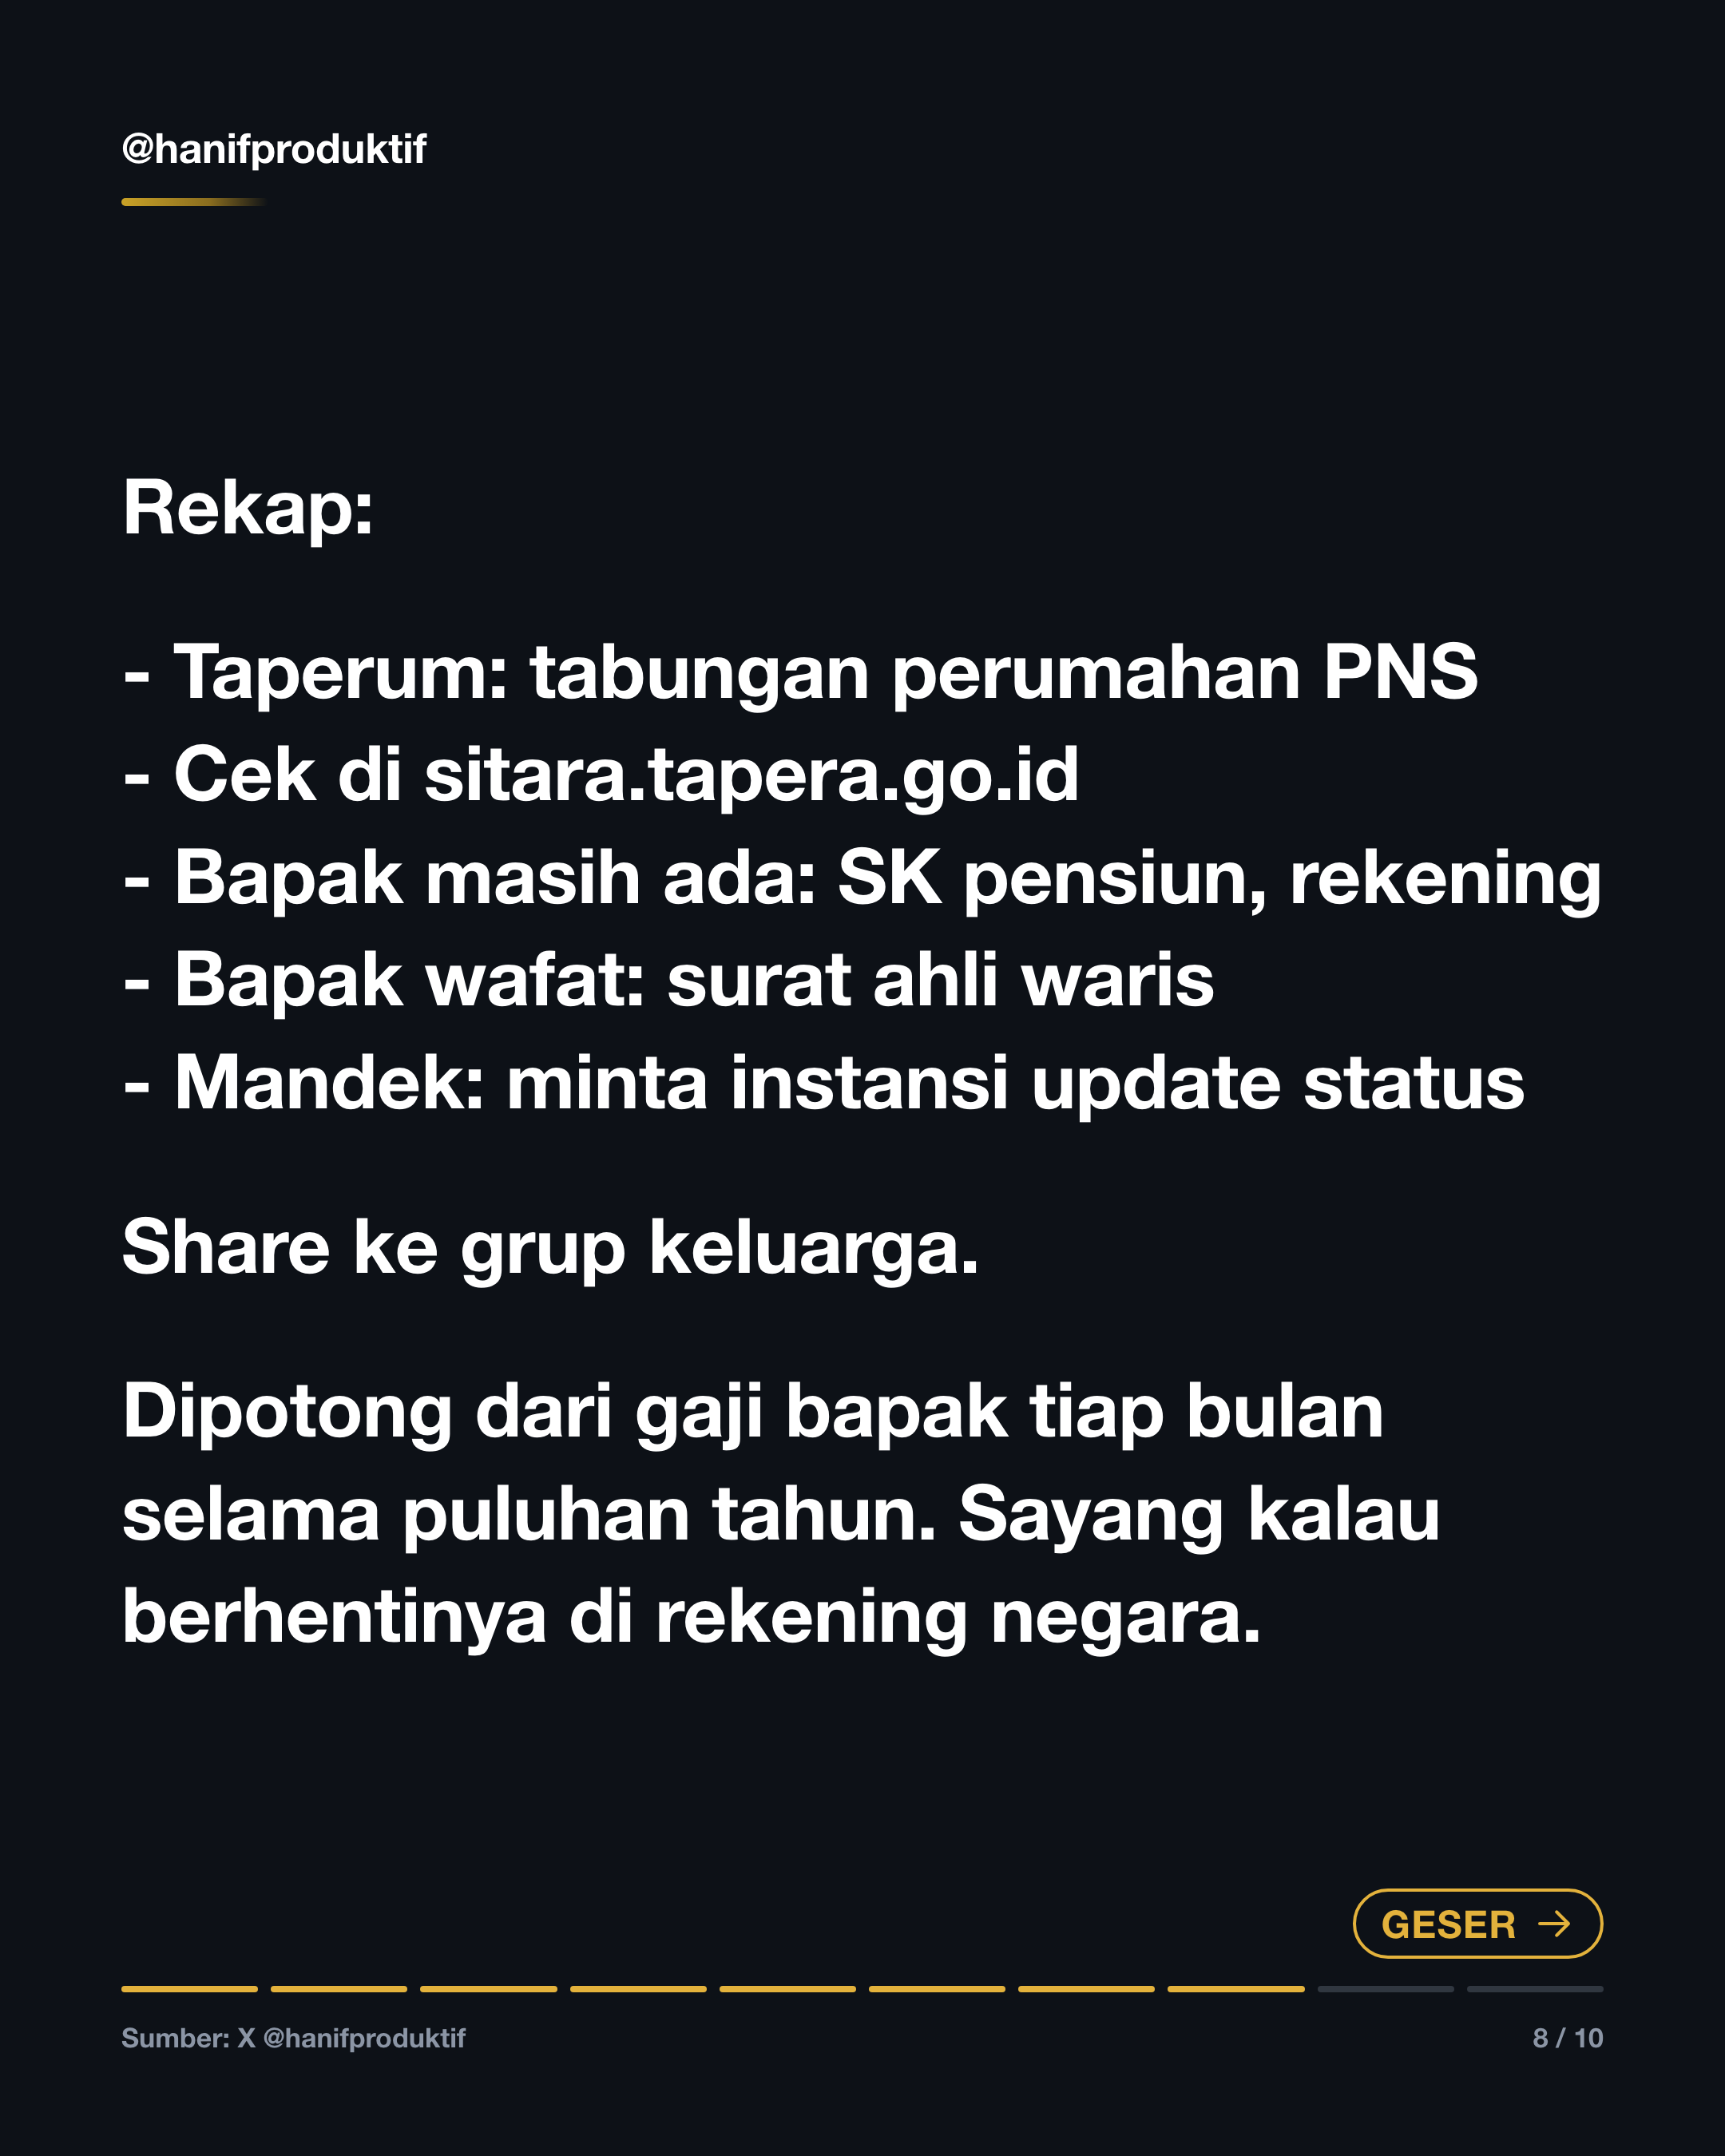 @hanifproduktif
Rekap:
- Taperum: tabungan perumahan PNS
- Cek di sitara.tapera.go.id
- Bapak masih ada: SK pensiun, rekening
- Bapak wafat: surat ahli waris
- Mandek: minta instansi update status
Share ke grup keluarga.
Dipotong dari gaji bapak tiap bulan
selama puluhan tahun. Sayang kalau
berhentinya di rekening negara.
GESER →
Sumber: X @hanifproduktif
8 / 10